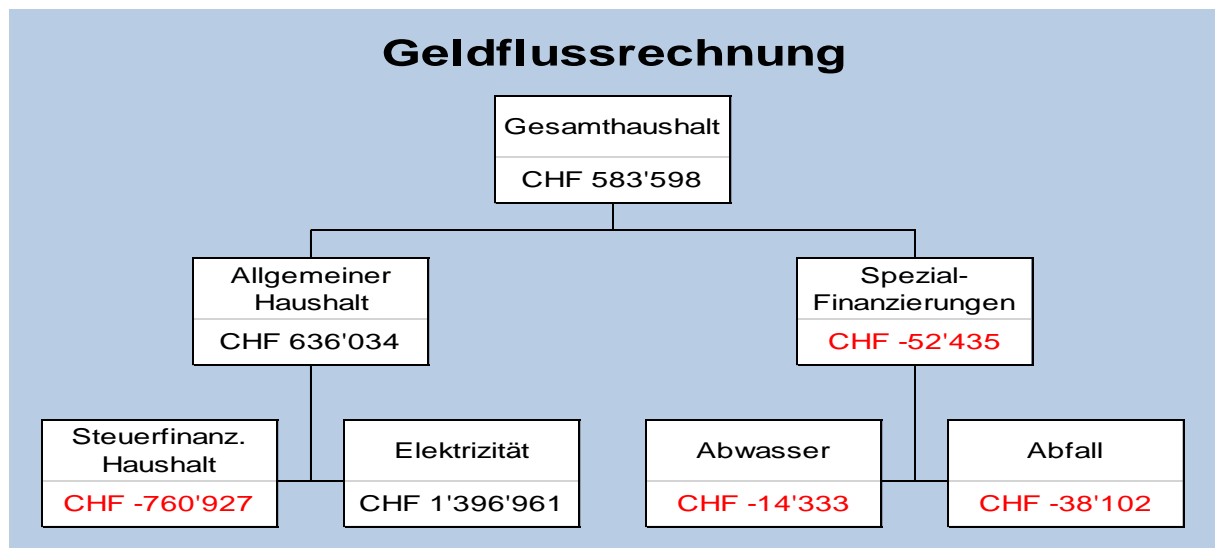 Geldflussrechnung
Gesamthaushalt
CHF 583'598
Allgemeiner
Haushalt
CHF 636'034
Spezial-
Finanzierungen
CHF -52'435
Steuerfinanz.
Haushalt
CHF -760'927
Elektrizität
CHF 1'396'961
Abwasser
CHF -14'333
Abfall
CHF -38'102